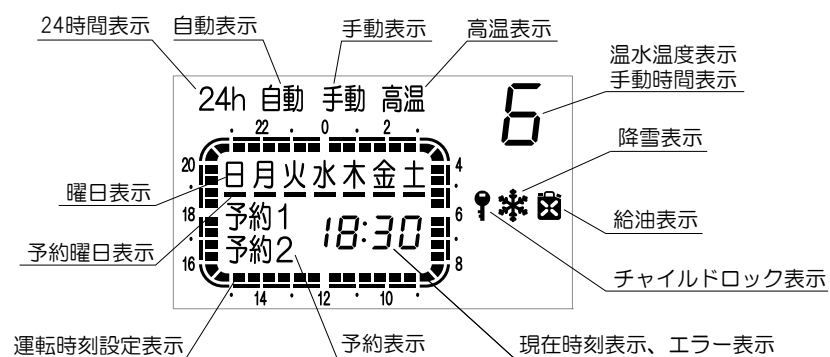 24時間表示 自動表示 手動表示 高温表示
温水温度表示
手動時間表示
24h 自動 手動 高温
6
22 0 2
降雪表示
20 日月火水木金土 4
曜日表示
18 予約1 18:30 6
給油表示
予約曜日表示
予約2
16 8
チャイルドロック表示
14 12 10
運転時刻設定表示 予約表示 現在時刻表示、エラー表示